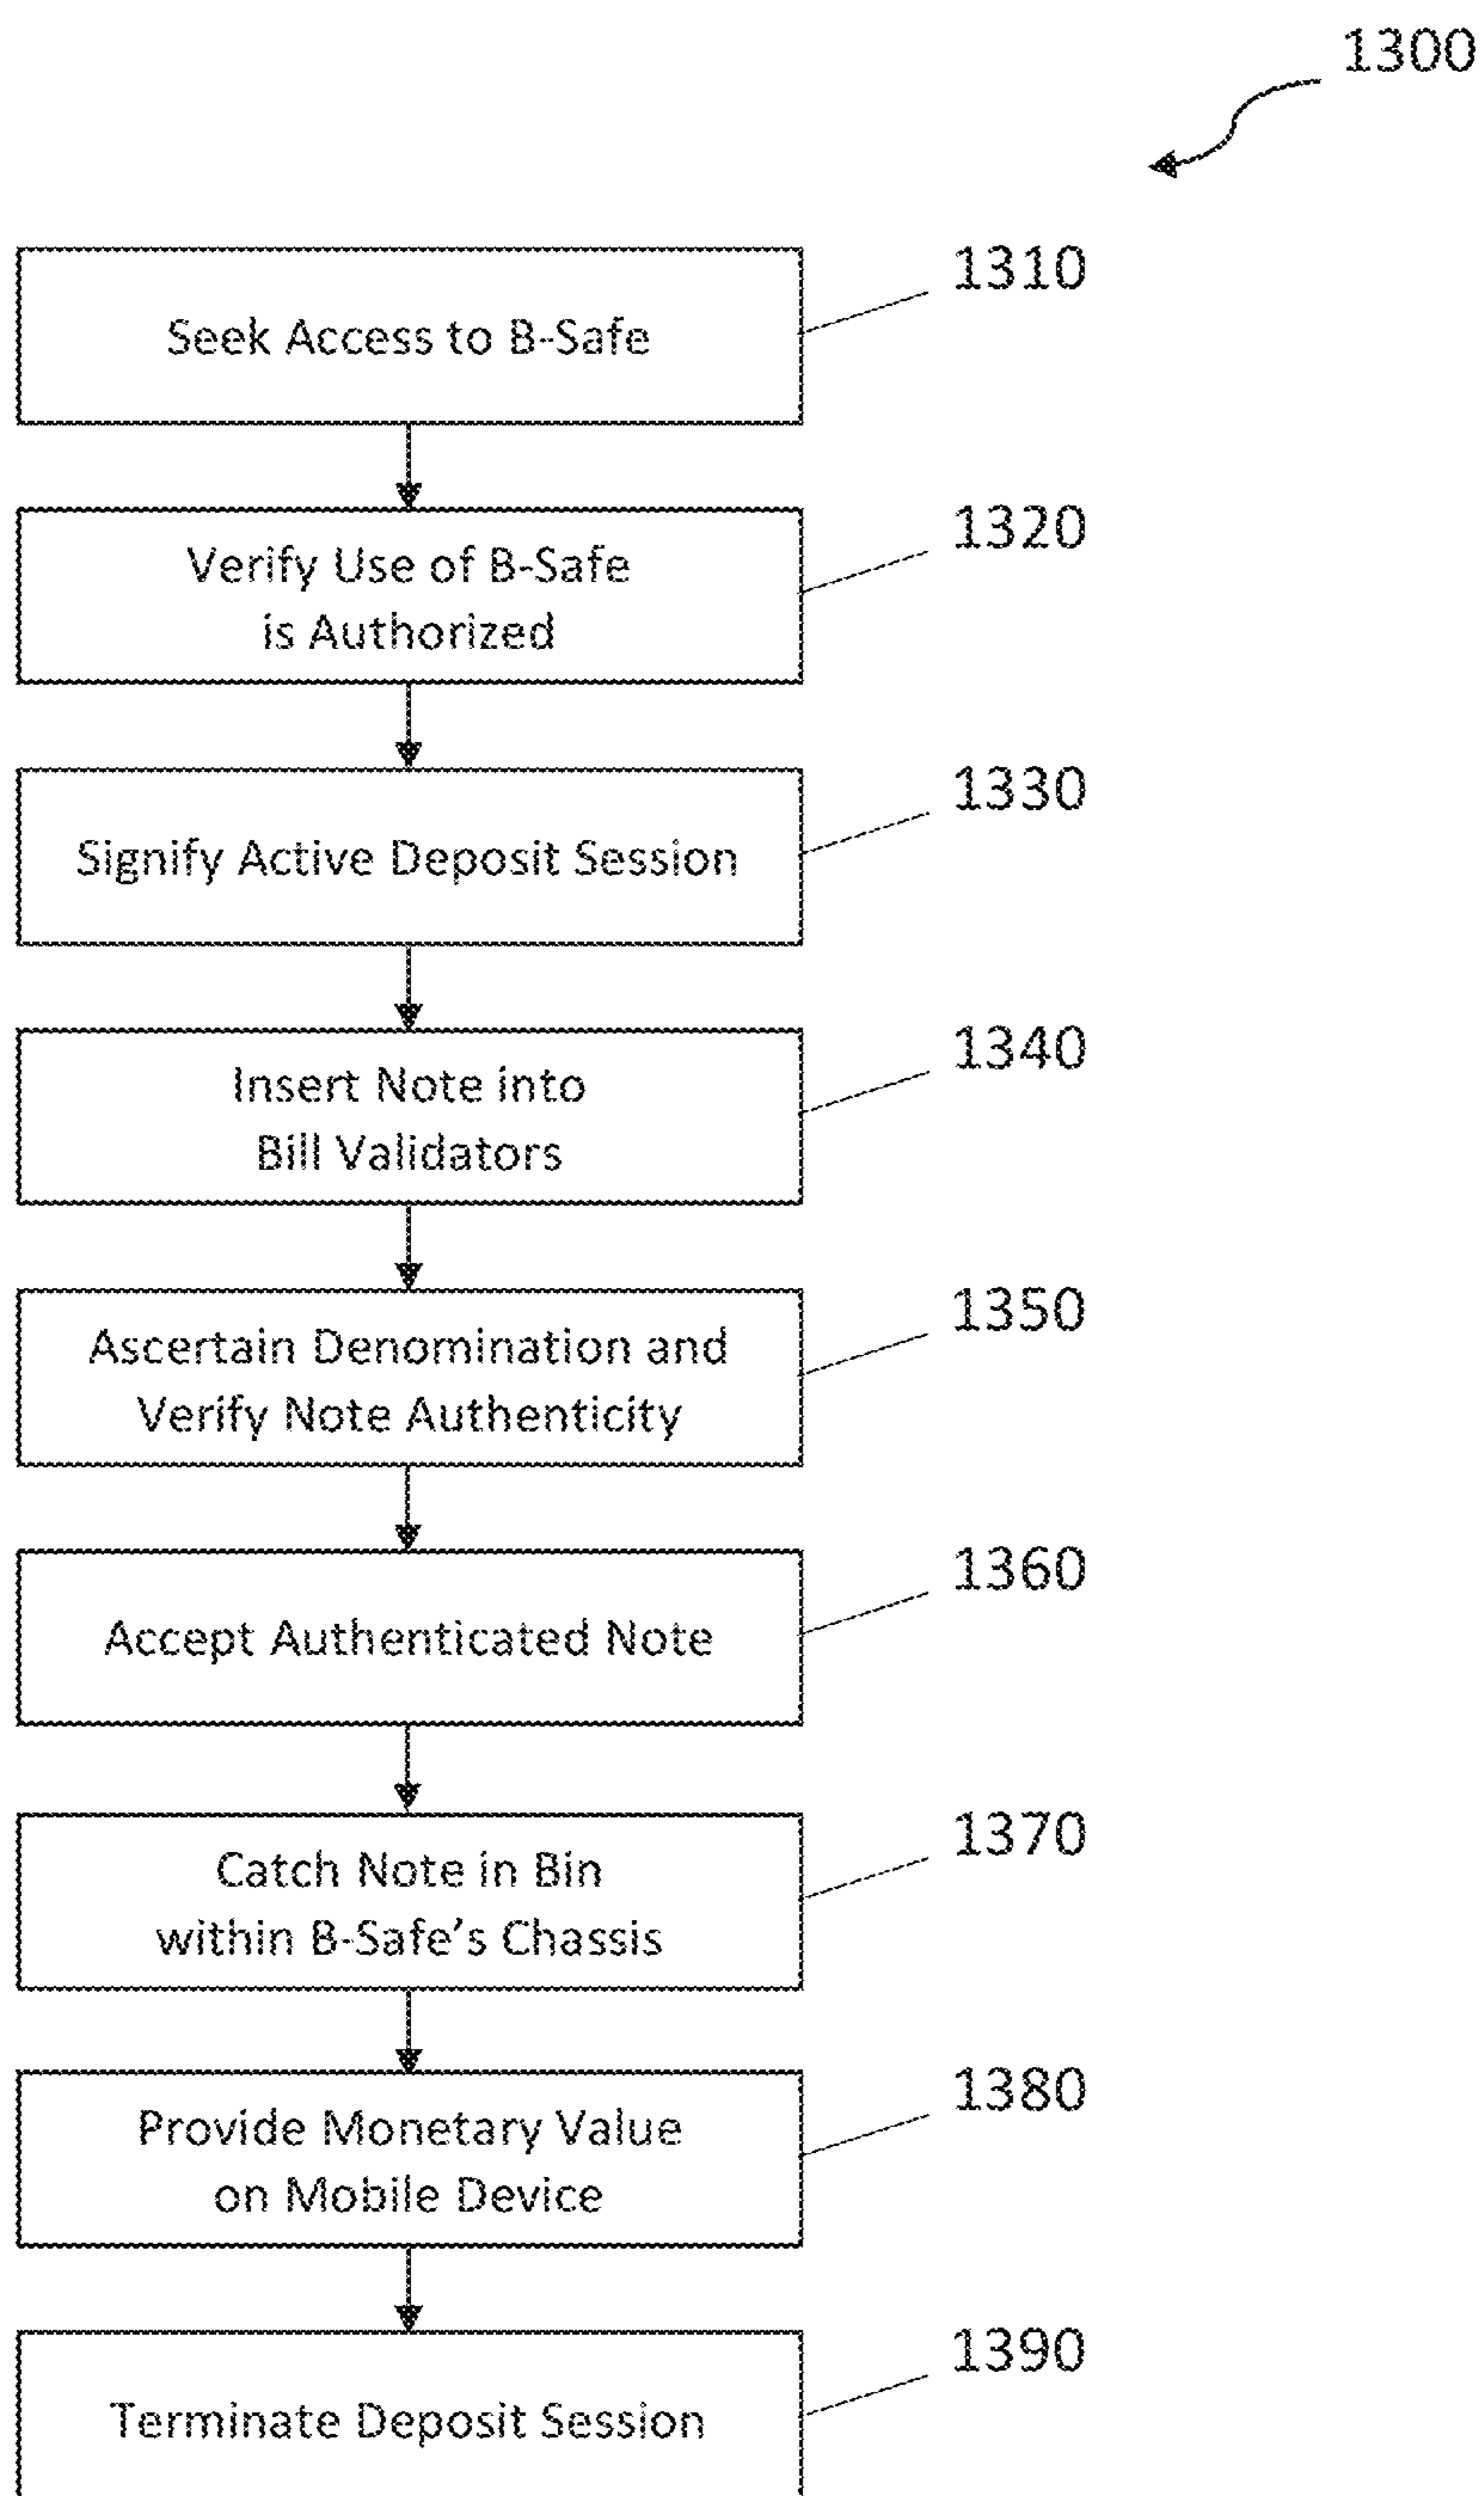 1300
1310
Seek Access to B-Safe
1320
Verify Use of B-Safe
is Authorized
1330
Signify Active Deposit Session
1340
Insert Note into
Bill Validators
1350
Ascertain Denomination and
Verify Note Authenticity
1360
Accept Authenticated Note
1370
Catch Note in Bin
within B-Safe's Chassis
1380
Provide Monetary Value
on Mobile Device
1390
Terminate Deposit Session